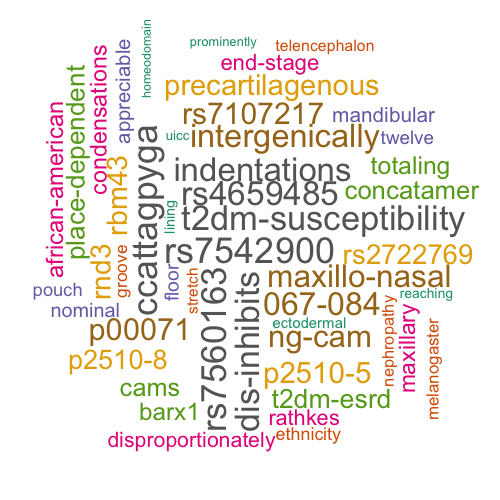 prominently
telencephalon
homeodomain
end-stage
appreciable
condensations
precartilagenous
rs7107217
mandibular
african-american
place-dependent
uicc
intergenically
twelve
rbm43
ccattagpyga
indentations
totaling
rs4659485
concatamer
lining
t2dm-susceptibility
rnd3
groove
rs7542900
rs2722769
floor
stretch
maxillo-nasal
pouch
nominal
rs7560163
dis-inhibits
067-084
reaching
p00071
ectodermal
ng-cam
nephropathy
maxillary
melanogaster
p2510-8
p2510-5
cams
t2dm-esrd
barx1
rathkes
disproportionately
ethnicity